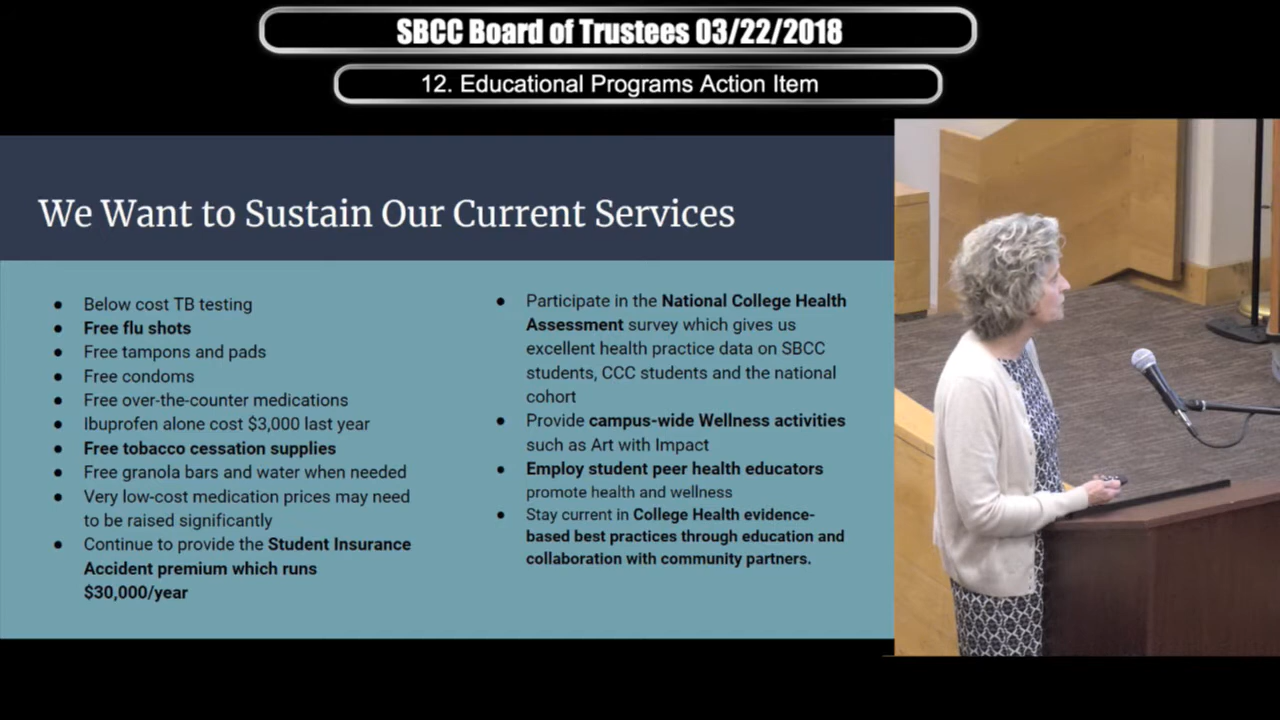 SBCC Board of Trustees 03/22/2018
12. Educational Programs Action Item
We Want to Sustain Our Current Services
● Below cost TB testing
● Free flu shots
● Free tampons and pads
● Free condoms
● Free over-the-counter medications
● Ibuprofen alone cost $3,000 last year
● Free tobacco cessation supplies
● Free granola bars and water when needed
● Very low-cost medication prices may need
to be raised significantly
● Continue to provide the Student Insurance
Accident premium which runs
$30,000/year
● Participate in the National College Health
Assessment survey which gives us
excellent health practice data on SBCC
students, CCC students and the national
cohort
● Provide campus-wide Wellness activities
such as Art with Impact
● Employ student peer health educators
promote health and wellness
● Stay current in College Health evidence-
based best practices through education and
collaboration with community partners.